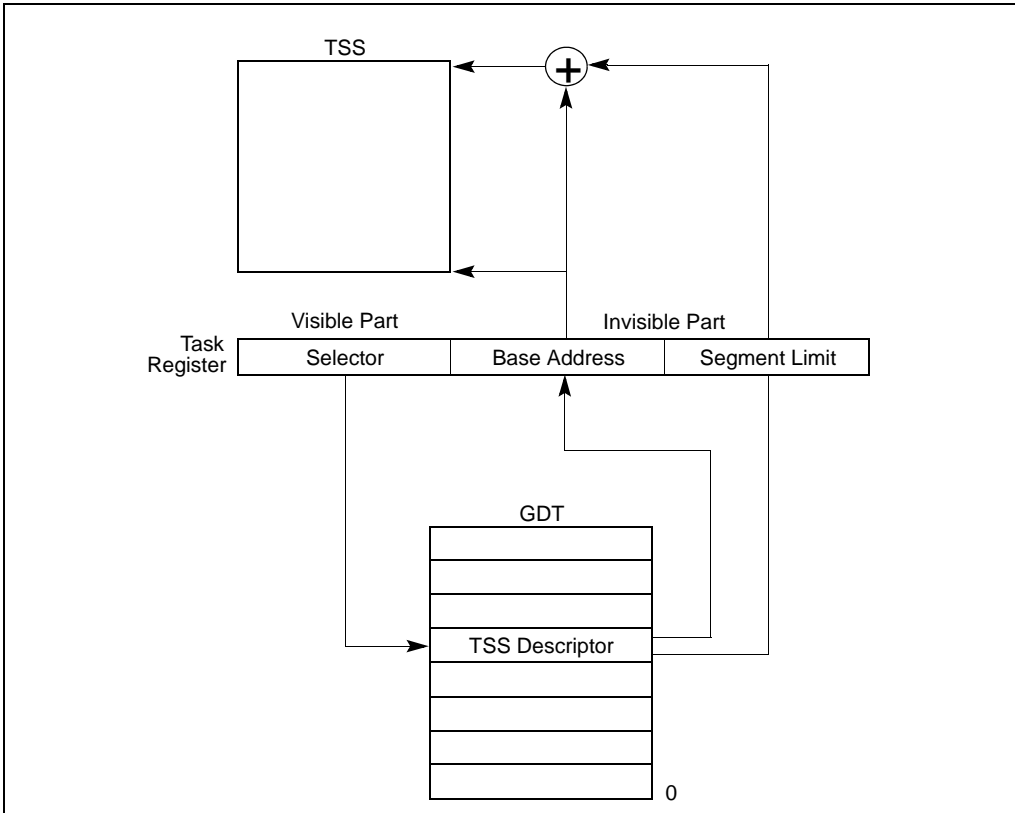 TSS
+
Visible Part
Invisible Part
Task
Register
Selector
Base Address
Segment Limit
GDT
TSS Descriptor
0